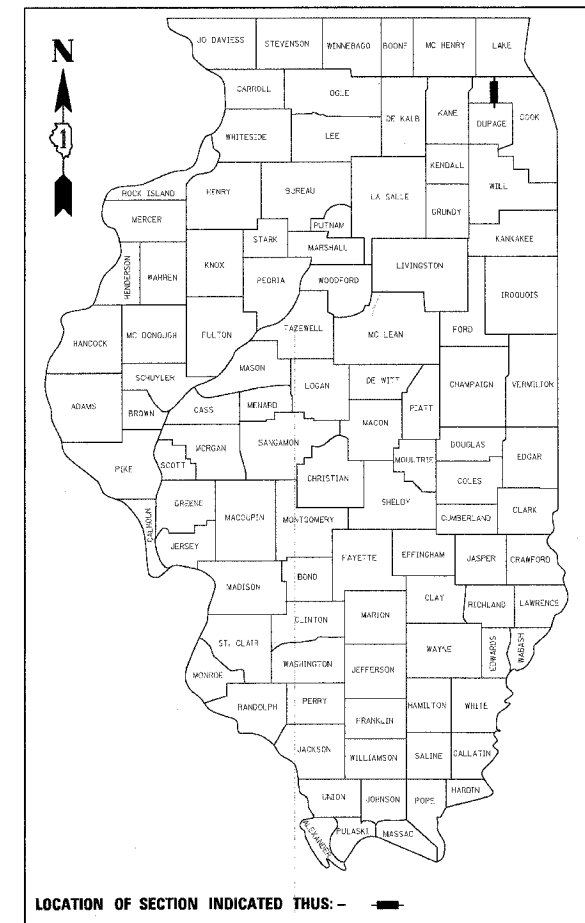 JO DAVIESS STEVENSON WINNEBAGO BOONE MC HENRY LAKE
N
CARROLL OGLE
DE KALB KANE DUPAGE COOK
1
WHITESIDE LEE
KENDALL
ROCK ISLAND HENRY BUREAU LA SALLE WILL
MERCER PUTNAM GRUNDY
STARK MARSHALL KANKAKEE
HENDERSON WARREN KNOX PEORIA WOODFORD LIVINGSTON
IROQUOIS
HANCOCK MC DONOUGH FULTON TAZEWELL MC LEAN FORD
SCHUYLER MASON
ADAMS LOGAN DE WITT CHAMPAIGN VERMILION
BROWN CASS MENARD PIATT
MACON
PIKE SCOTT MORGAN SANGAMON MOULTRIE DOUGLAS EDGAR
CHRISTIAN COLES
GREENE SHELBY
CALHOUN MACOUPIN MONTGOMERY CUMBERLAND CLARK
JERSEY
FAYETTE EFFINGHAM JASPER CRAWFORD
MADISON BOND
CLAY RICHLAND LAWRENCE
CLINTON MARION
ST. CLAIR WAYNE EDWARDS WABASH
WASHINGTON JEFFERSON
MONROE
RANDOLPH PERRY HAMILTON WHITE
FRANKLIN
JACKSON WILLIAMSON SALINE GALLATIN
UNION JOHNSON POPE HARDIN
ALEXANDER PULASKI MASSAC
LOCATION OF SECTION INDICATED THUS: -